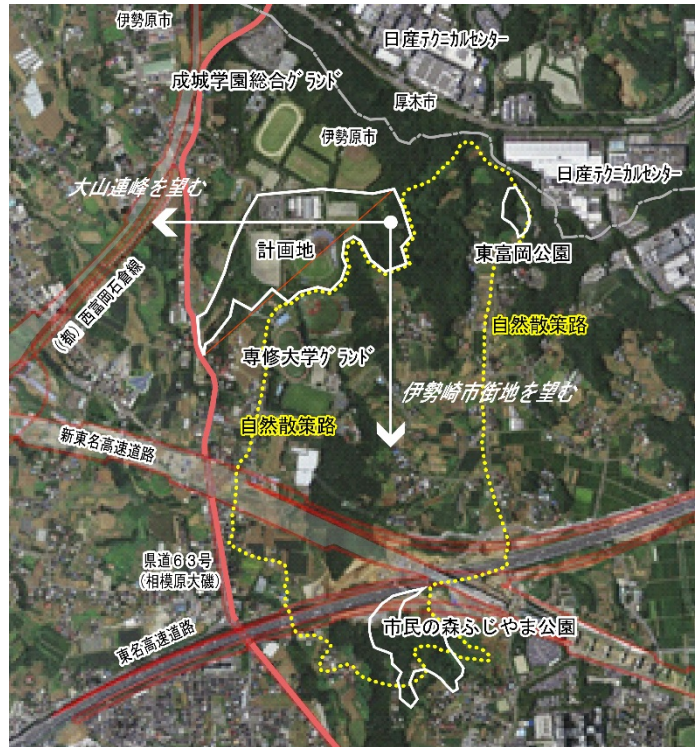 伊勢原市
日産テクニカルセンター
成城学園総合グランド
厚木市
伊勢原市
大山連峰を望む
日産テクニカルセンター
計画地
東富岡公園
(都)西富岡石倉線
自然散策路
専修大学グランド
伊勢崎市街地を望む
自然散策路
新東名高速道路
県道63号
(相模原大磯)
市民の森ふじやま公園
東名高速道路